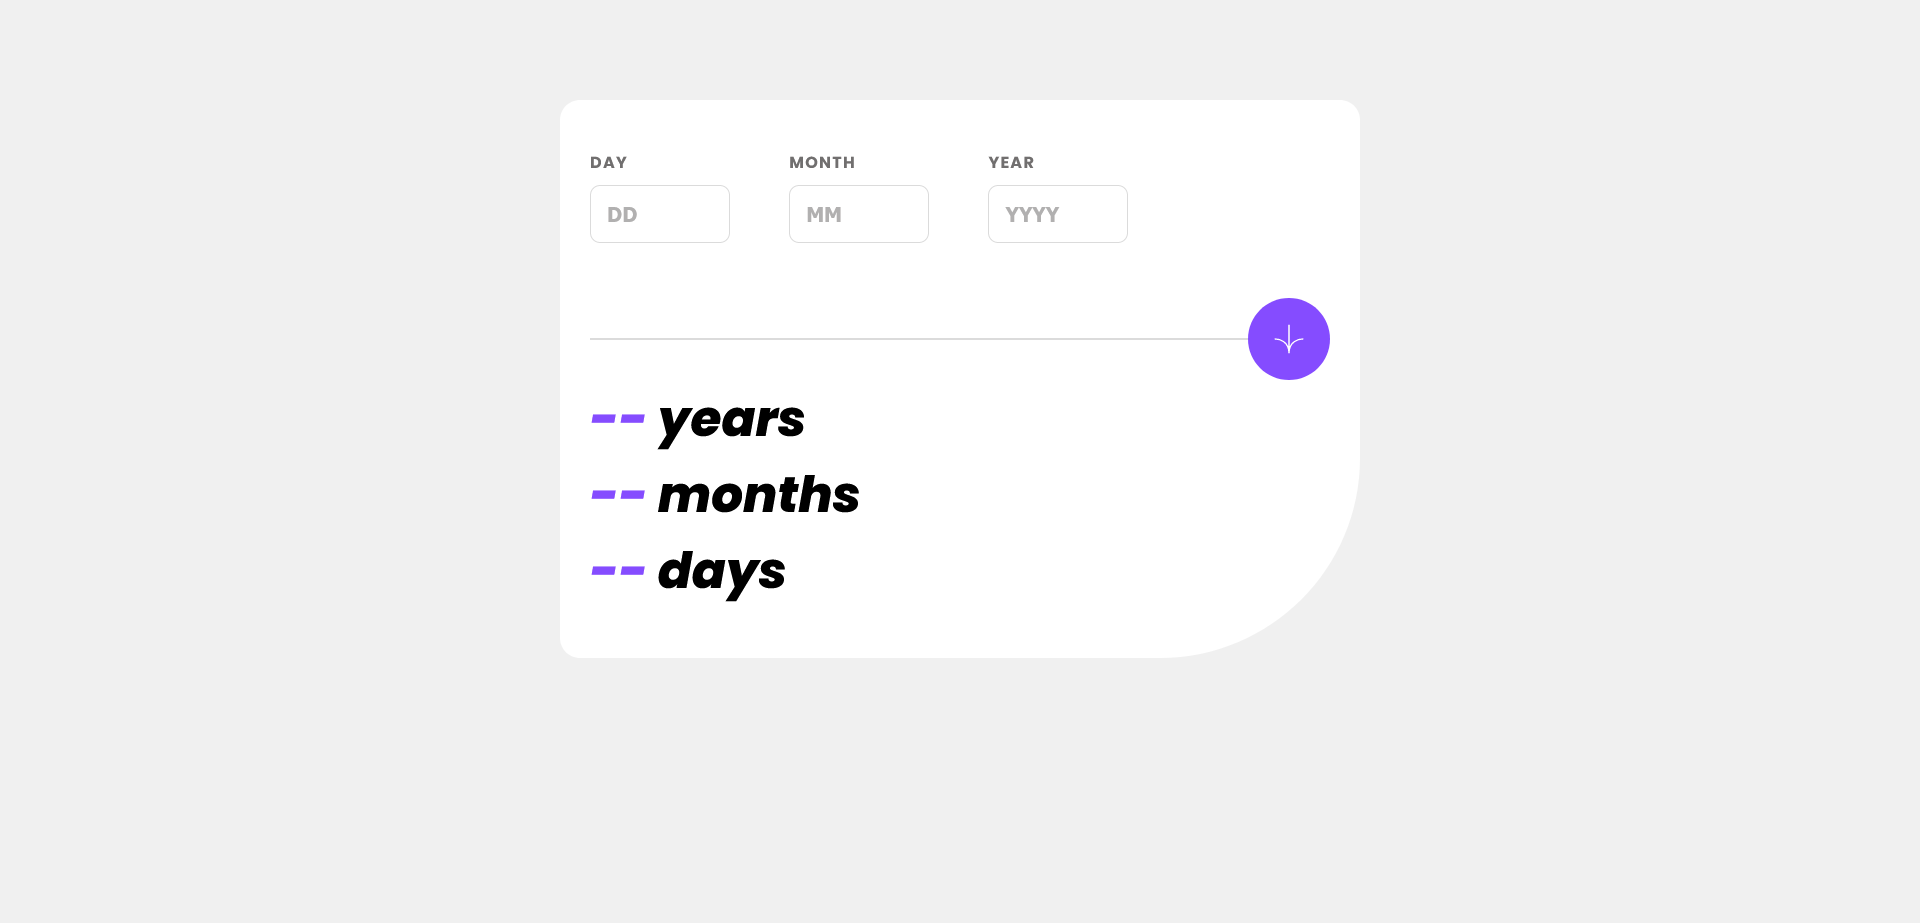 DAY MONTH YEAR
DD MM YYYY
-- years
-- months
-- days